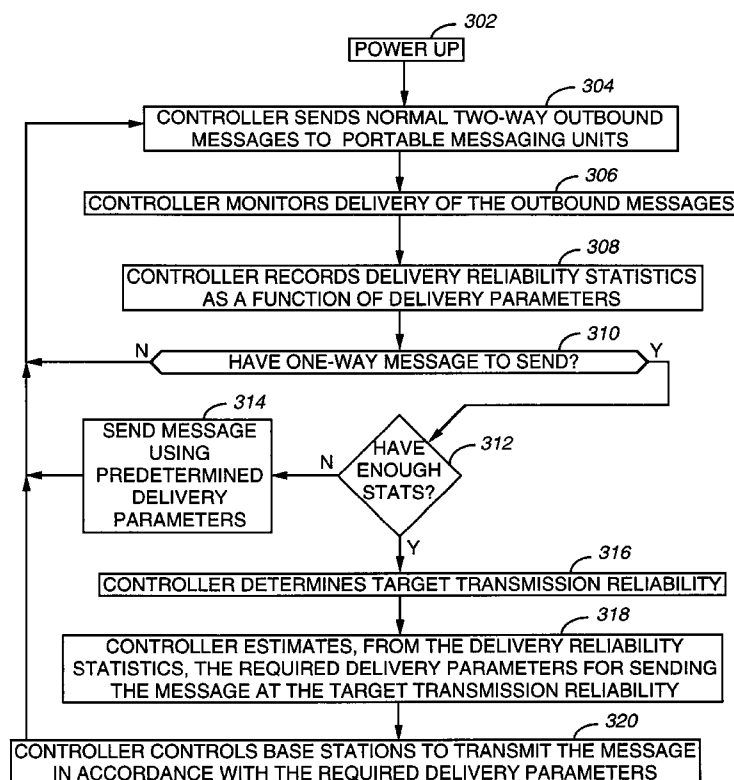 302
POWER UP
304
CONTROLLER SENDS NORMAL TWO-WAY OUTBOUND
MESSAGES TO PORTABLE MESSAGING UNITS
306
CONTROLLER MONITORS DELIVERY OF THE OUTBOUND MESSAGES
308
CONTROLLER RECORDS DELIVERY RELIABILITY STATISTICS
AS A FUNCTION OF DELIVERY PARAMETERS
310
N
HAVE ONE-WAY MESSAGE TO SEND?
Y
314
SEND MESSAGE
USING
PREDETERMINED
DELIVERY
PARAMETERS
N
312
HAVE
ENOUGH
STATS?
Y
316
CONTROLLER DETERMINES TARGET TRANSMISSION RELIABILITY
318
CONTROLLER ESTIMATES, FROM THE DELIVERY RELIABILITY
STATISTICS, THE REQUIRED DELIVERY PARAMETERS FOR SENDING
THE MESSAGE AT THE TARGET TRANSMISSION RELIABILITY
320
CONTROLLER CONTROLS BASE STATIONS TO TRANSMIT THE MESSAGE
IN ACCORDANCE WITH THE REQUIRED DELIVERY PARAMETERS